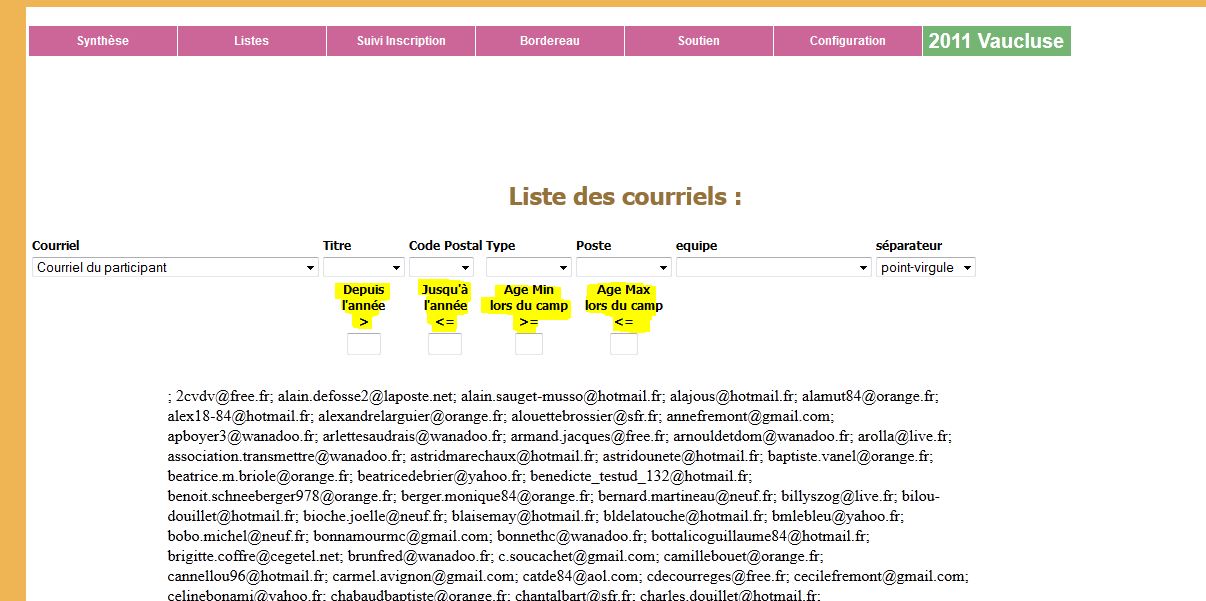 Synthèse Listes Suivi Inscription Bordereau Soutien Configuration 2011 Vaucluse
Liste des courriels :
Courriel Titre Code Postal Type Poste equipe séparateur
Courriel du participant point-virgule
Depuis Jusqu'à Age Min Age Max
l'année l'année lors du camp lors du camp
> <= >= <=
; 2cvdv@free.fr; alain.defosse2@laposte.net; alain.sauget-musso@hotmail.fr; alajous@hotmail.fr; alamut84@orange.fr;
alex18-84@hotmail.fr; alexandrelarguier@orange.fr; alouettebrossier@sfr.fr; annefremont@gmail.com;
apboyer3@wanadoo.fr; arlettesaudrais@wanadoo.fr; armand.jacques@free.fr; arnouldetdom@wanadoo.fr; arolla@live.fr;
association.transmettre@wanadoo.fr; astridmarechaux@hotmail.fr; astridounete@hotmail.fr; baptiste.vanel@orange.fr;
beatrice.m.briole@orange.fr; beatricedebrier@yahoo.fr; benedicte_testud_132@hotmail.fr;
benoit.schneeberger978@orange.fr; berger.monique84@orange.fr; bernard.martineau@neuf.fr; billyszog@live.fr; bilou-
douillet@hotmail.fr; bioche.joelle@neuf.fr; blaisemay@hotmail.fr; bldelatouche@hotmail.fr; bmlebleu@yahoo.fr;
bobo.michel@neuf.fr; bonnamourmc@gmail.com; bonnethc@wanadoo.fr; bottalicoguillaume84@hotmail.fr;
brigitte.coffre@cegetel.net; brunfred@wanadoo.fr; c.soucachet@gmail.com; camillebouet@orange.fr;
cannellou96@hotmail.fr; carmel.avignon@gmail.com; catde84@aol.com; cdecourreges@free.fr; cecilefremont@gmail.com;
celinebonami@yahoo.fr; chabaudbaptiste@orange.fr; chantalbart@sfr.fr; charles.douillet@hotmail.fr;